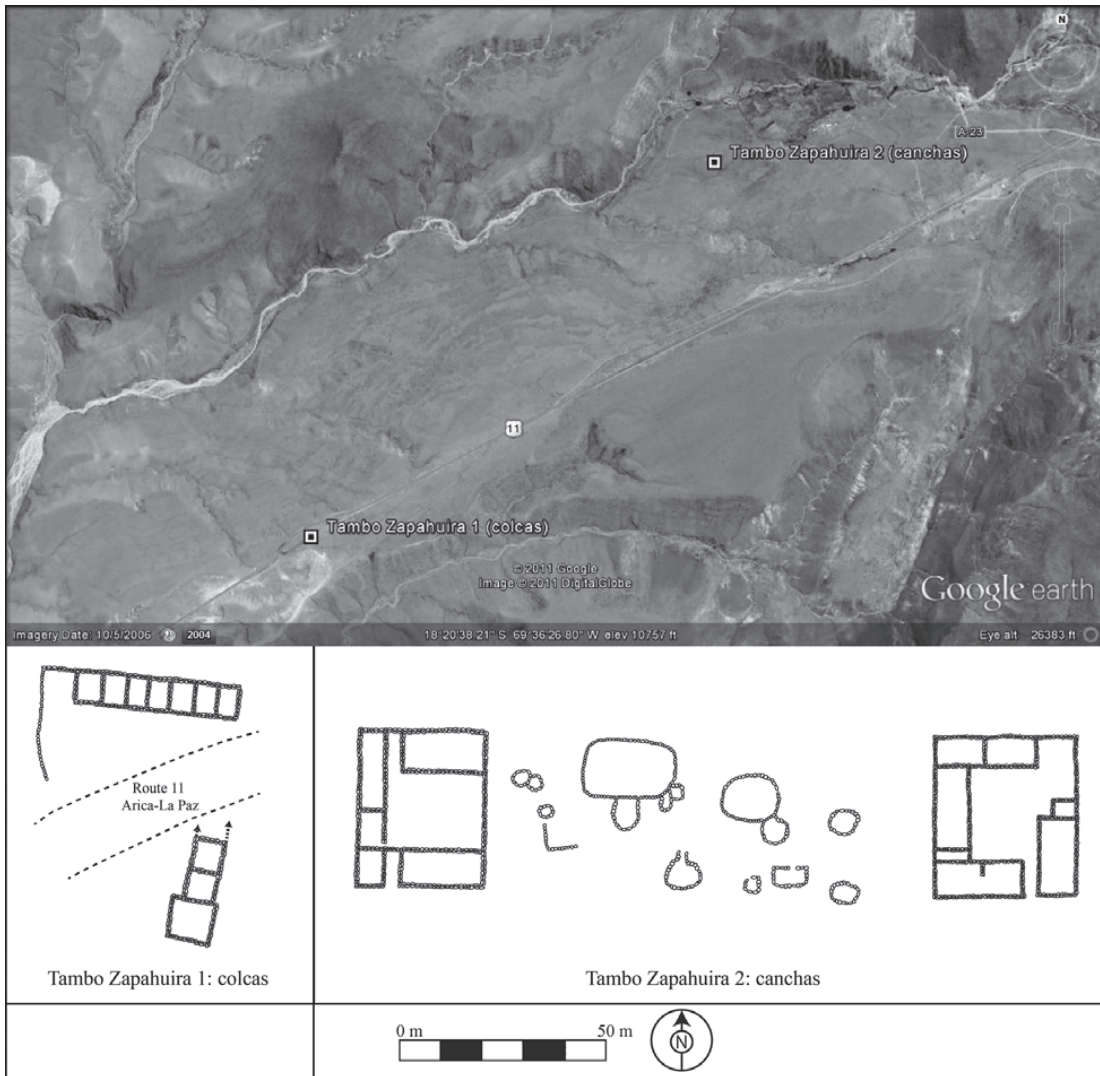 N
A-23
Tambo Zapahuira 2 (canchas)
11
Tambo Zapahuira 1 (colcas)
© 2011 Google
Image © 2011 DigitalGlobe
Google earth
Imagery Date: 10/5/2006 2004 18°20'38.21" S 69°36'26.80" W elev 10757 ft Eye alt 26383 ft
Route 11
Arica-La Paz
Tambo Zapahuira 1: colcas
Tambo Zapahuira 2: canchas
0 m 50 m
N